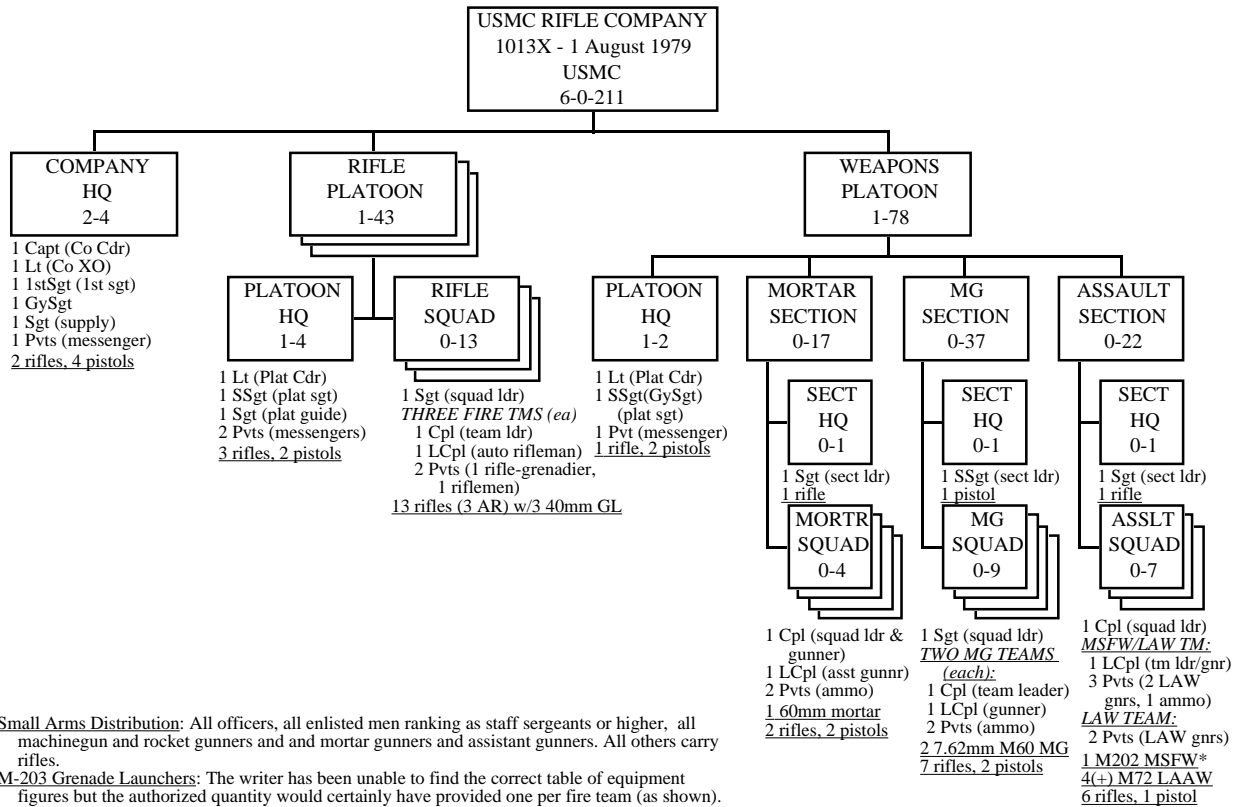 USMC RIFLE COMPANY
1013X - 1 August 1979
USMC
6-0-211
COMPANY
HQ
2-4
1 Capt (Co Cdr)
1 Lt (Co XO)
1 1stSgt (1st sgt)
1 GySgt
1 Sgt (supply)
1 Pvts (messenger)
2 rifles, 4 pistols
RIFLE
PLATOON
1-43
PLATOON
HQ
1-4
1 Lt (Plat Cdr)
1 SSgt (plat sgt)
1 Sgt (plat guide)
2 Pvts (messengers)
3 rifles, 2 pistols
RIFLE
SQUAD
0-13
1 Sgt (squad ldr)
THREE FIRE TMS (ea)
1 Cpl (team ldr)
1 LCpl (auto rifleman)
2 Pvts (1 rifle-grenadier,
1 riflemen)
13 rifles (3 AR) w/3 40mm GL
WEAPONS
PLATOON
1-78
PLATOON
HQ
1-2
1 Lt (Plat Cdr)
1 SSgt(GySgt)
(plat sgt)
1 Pvt (messenger)
1 rifle, 2 pistols
MORTAR
SECTION
0-17
SECT
HQ
0-1
1 Sgt (sect ldr)
1 rifle
MORTR
SQUAD
0-4
1 Cpl (squad ldr &
gunner)
1 LCpl (asst gunnr)
2 Pvts (ammo)
1 60mm mortar
2 rifles, 2 pistols
MG
SECTION
0-37
SECT
HQ
0-1
1 SSgt (sect ldr)
1 pistol
MG
SQUAD
0-9
1 Sgt (squad ldr)
TWO MG TEAMS
(each):
1 Cpl (team leader)
1 LCpl (gunner)
2 Pvts (ammo)
2 7.62mm M60 MG
7 rifles, 2 pistols
ASSAULT
SECTION
0-22
SECT
HQ
0-1
1 Sgt (sect ldr)
1 rifle
ASSLT
SQUAD
0-7
1 Cpl (squad ldr)
MSFW/LAW TM:
1 LCpl (tm ldr/gnr)
3 Pvts (2 LAW
gnrs, 1 ammo)
LAW TEAM:
2 Pvts (LAW gnrs)
1 M202 MSFW*
4(+) M72 LAAW
6 rifles, 1 pistol
Small Arms Distribution: All officers, all enlisted men ranking as staff sergeants or higher, all
machinegun and rocket gunners and and mortar gunners and assistant gunners. All others carry
rifles.
M-203 Grenade Launchers: The writer has been unable to find the correct table of equipment
figures but the authorized quantity would certainly have provided one per fire team (as shown).